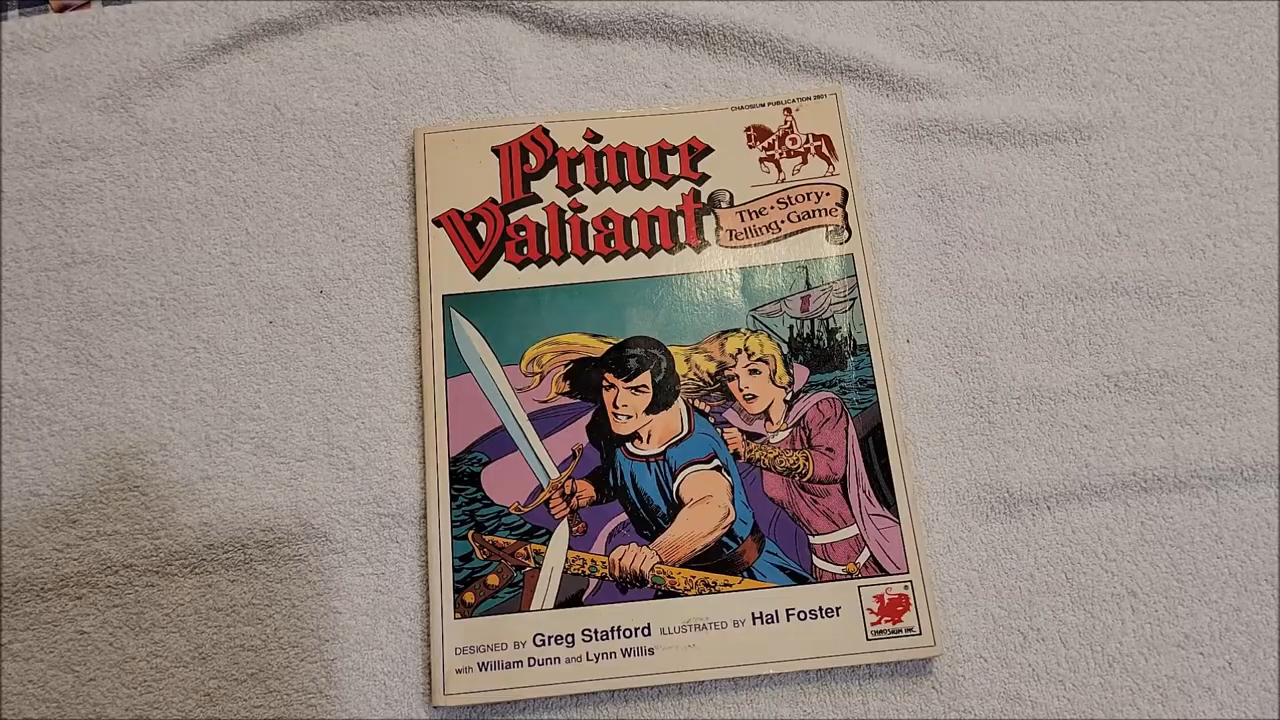 CHAOSIUM PUBLICATION 2801
Prince
Valiant
The • Story •
Telling • Game
DESIGNED BY Greg Stafford ILLUSTRATED BY Hal Foster
with William Dunn and Lynn Willis
CHAOSIUM INC.